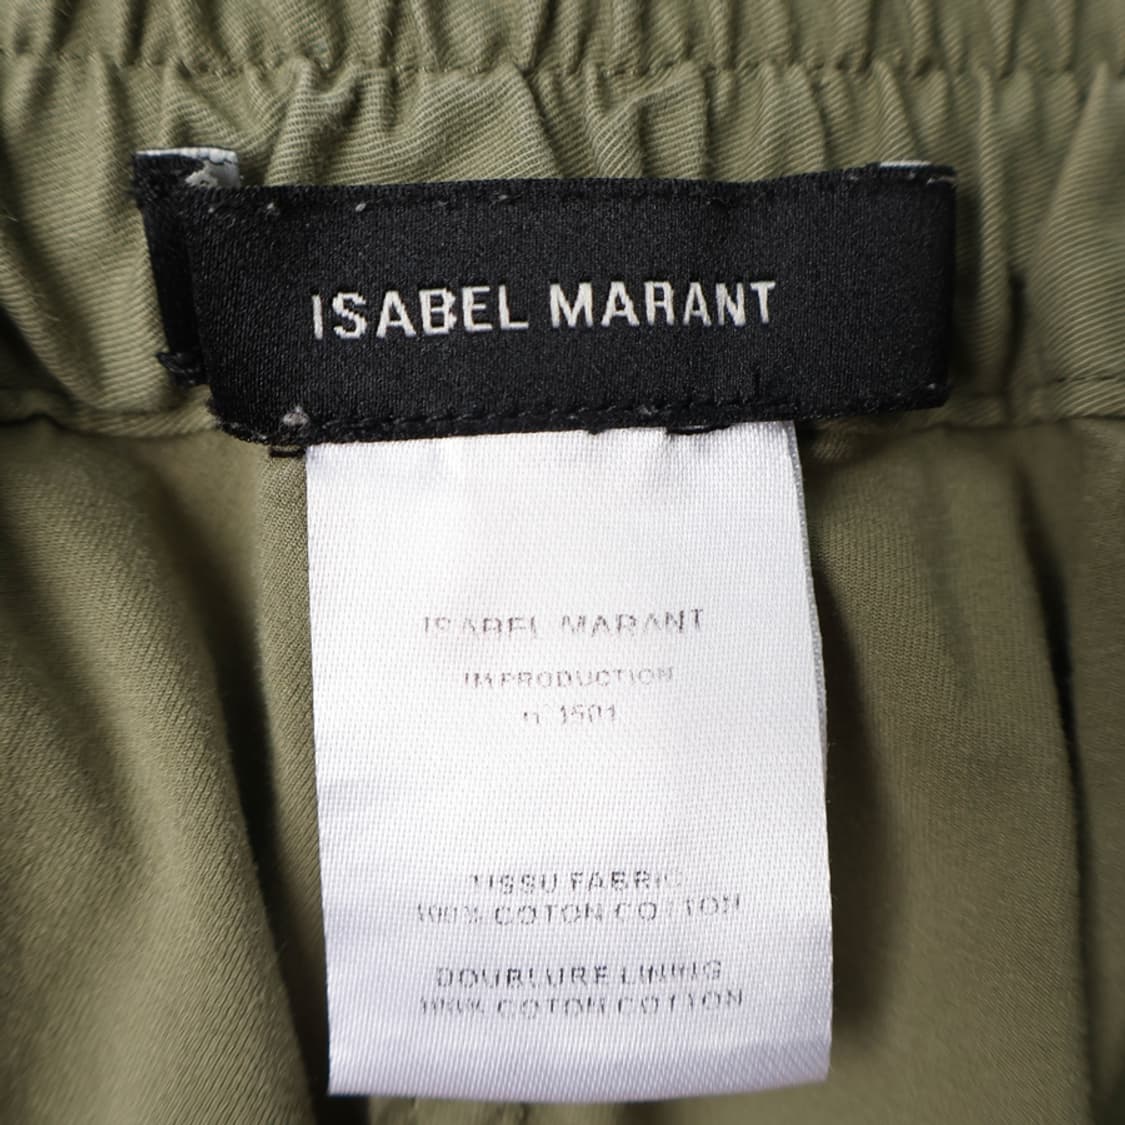 ISABEL MARANT
ISABEL MARANT
IM PRODUCTION
n° 1501
TISSU FABRIC
100% COTON COTTON
DOUBLURE LINING
100% COTON COTTON